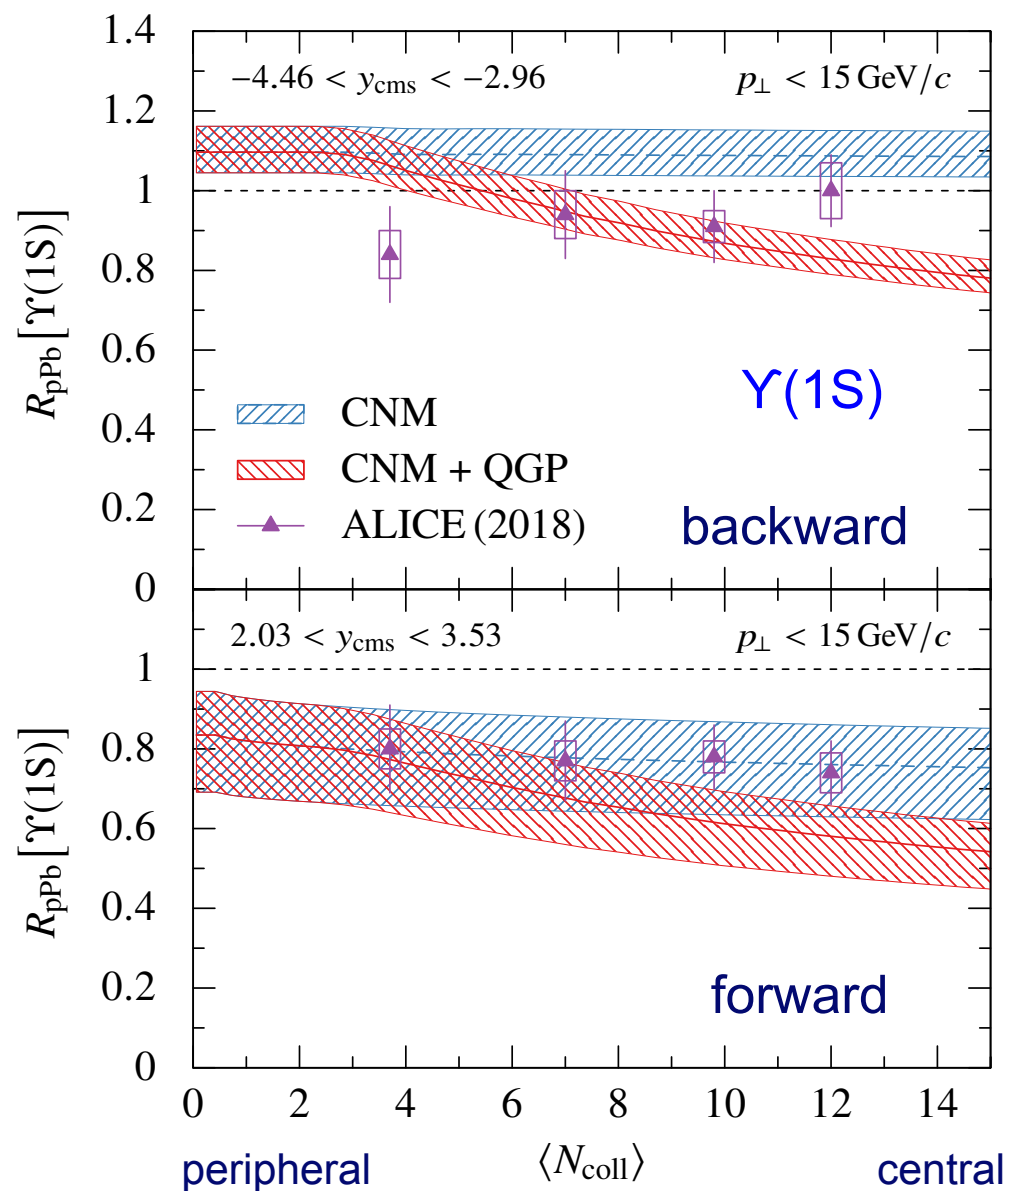 1.4
1.2
1
0.8
0.6
0.4
0.2
0
R_pPb[Υ(1S)]
−4.46 < y_cms < −2.96
p_⊥ < 15 GeV/c
ϒ(1S)
CNM
CNM + QGP
ALICE (2018)
backward
1
0.8
0.6
0.4
0.2
0
R_pPb[Υ(1S)]
2.03 < y_cms < 3.53
p_⊥ < 15 GeV/c
forward
0 2 4 6 8 10 12 14
peripheral ⟨N_coll⟩ central